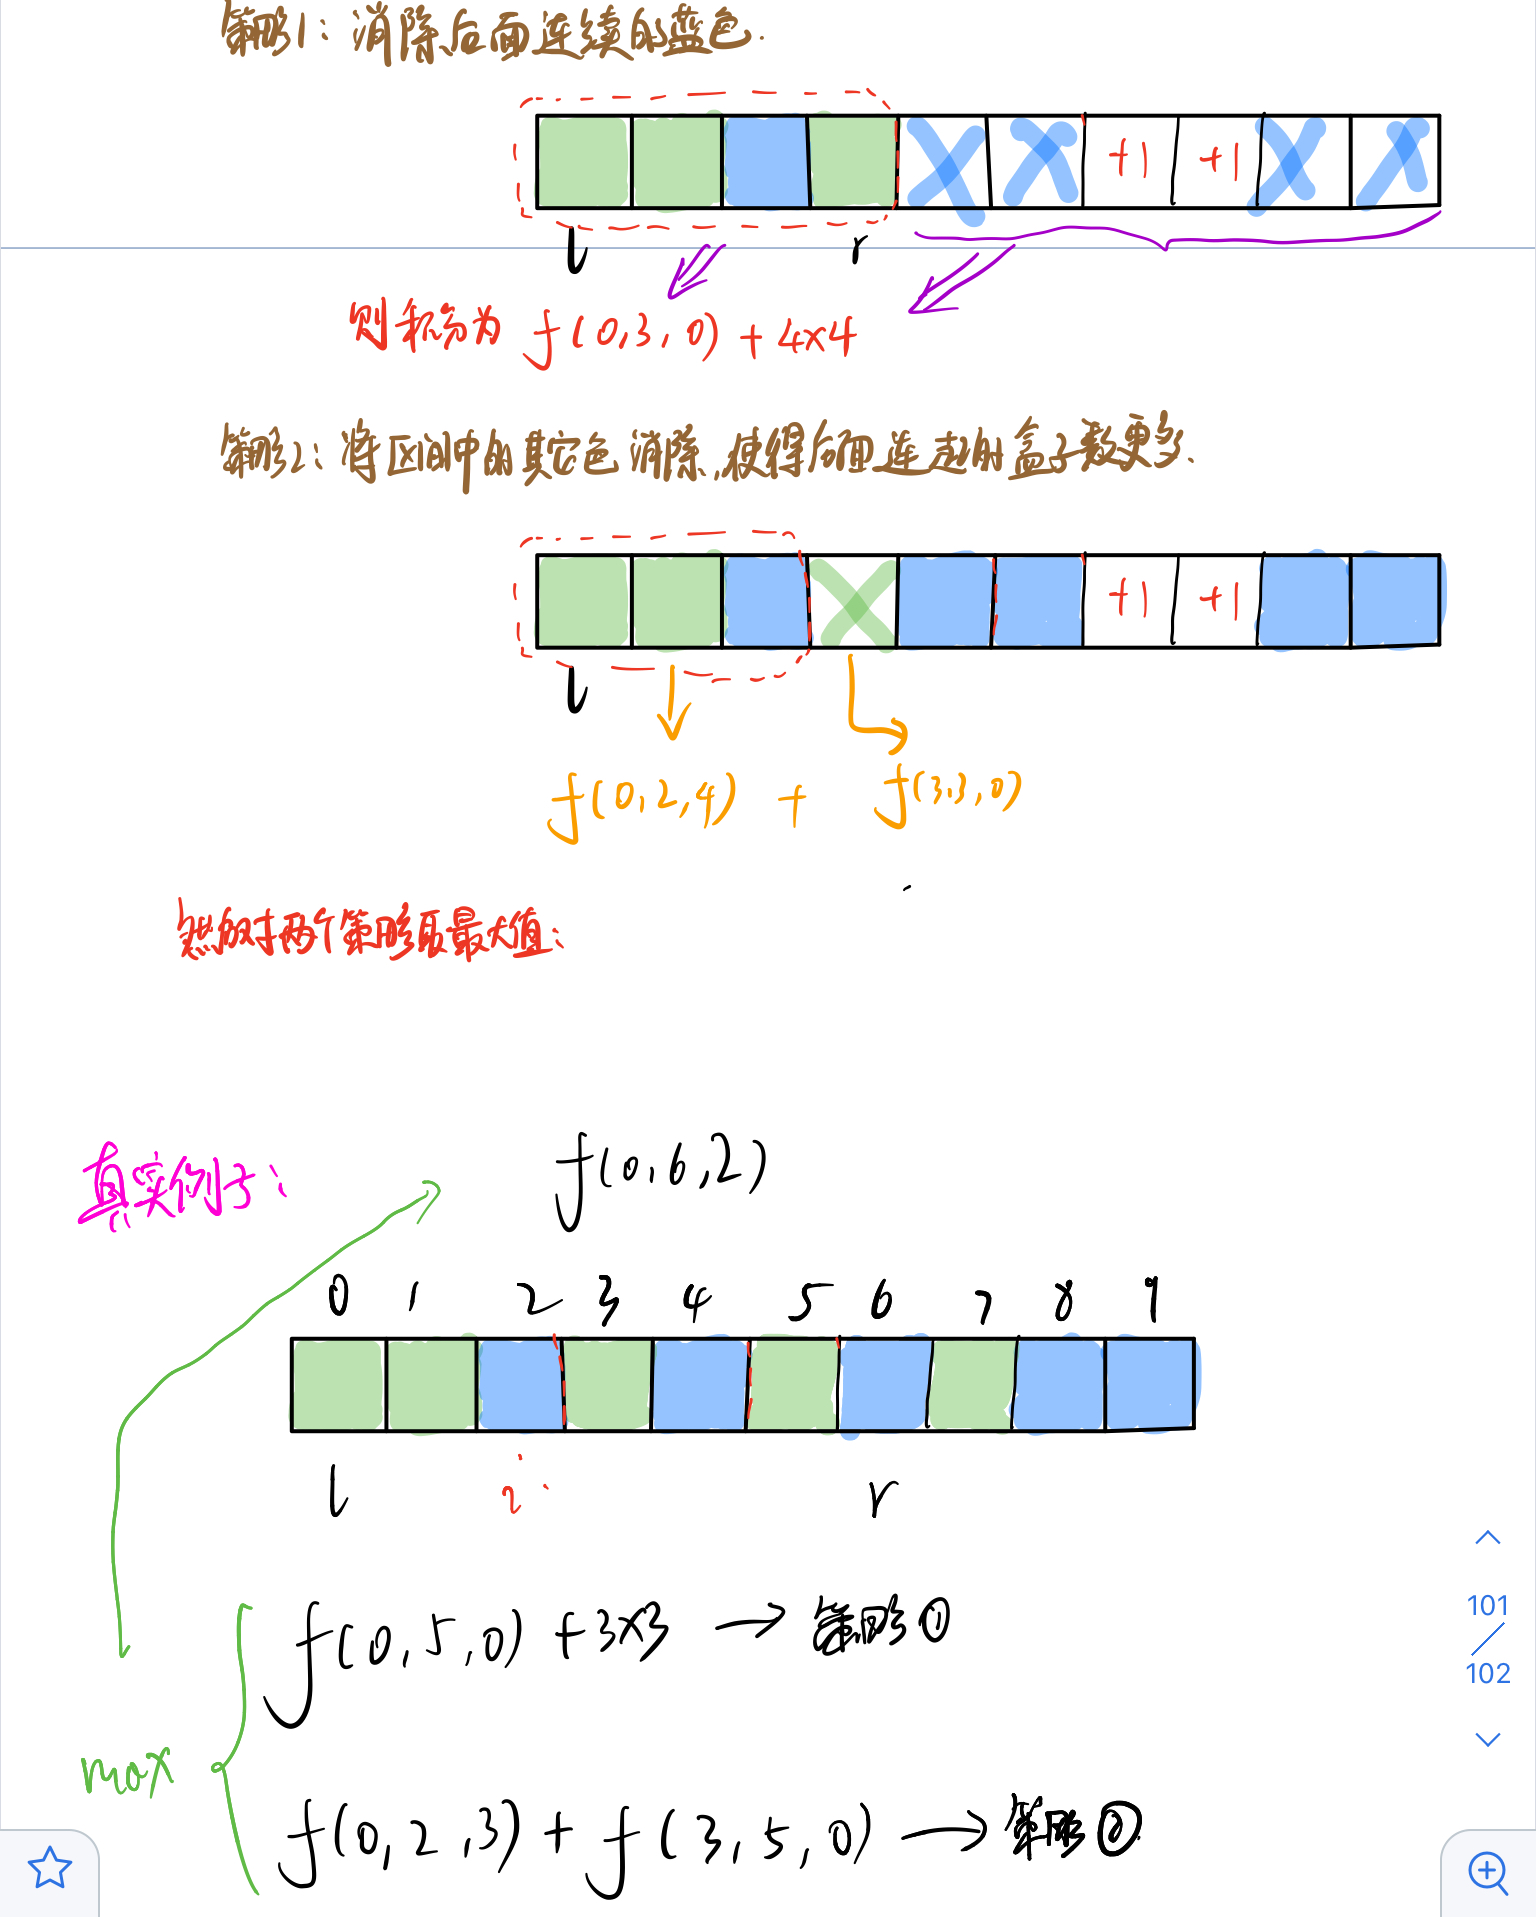 策略1: 消除后面连续的蓝色.
+1 +1
l r
则积分为 f(0,3,0) + 4×4
策略2: 将区间中的其它色消除,使得后面连起来的盒子数更多.
+1 +1
l
f(0,2,4) + f(3,3,0)
然后对两个策略取最大值:
真实例子:
f(0,6,2)
0 1 2 3 4 5 6 7 8 9
l i r
f(0,5,0) + 3×3 → 策略①
max
f(0,2,3) + f(3,5,0) → 策略②
101
102